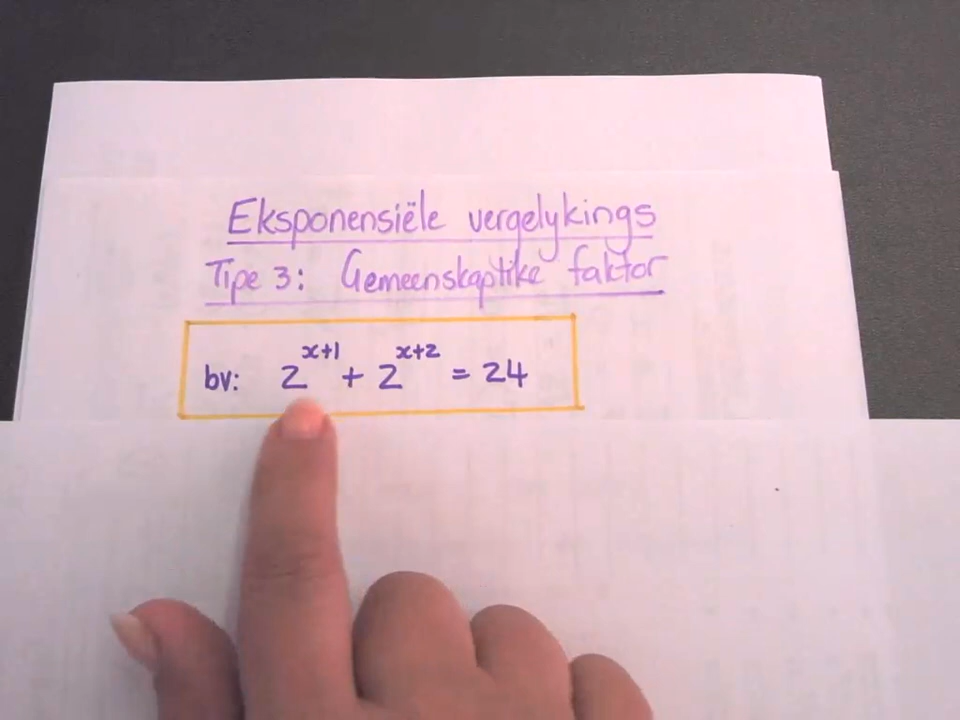 Eksponensiële vergelykings
Tipe 3: Gemeenskaplike faktor
bv: 2^{x+1} + 2^{x+2} = 24